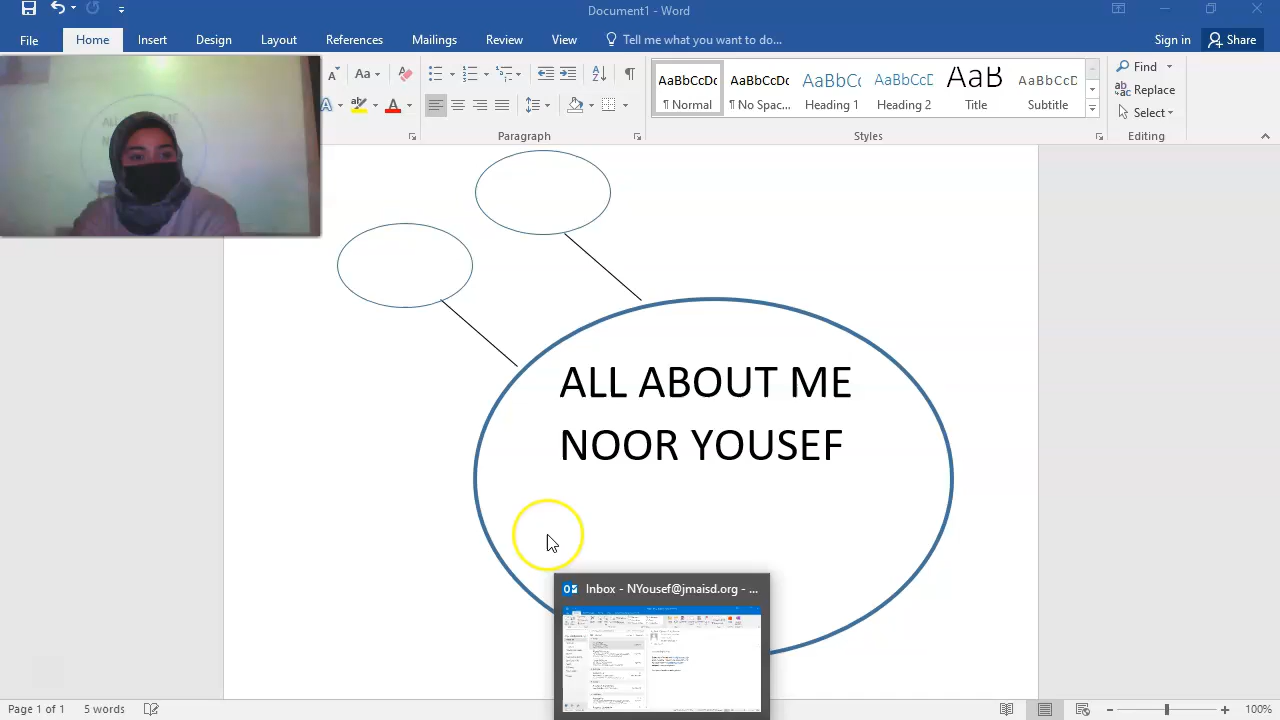 Document1 - Word
File Home Insert Design Layout References Mailings Review View Tell me what you want to do... Sign in Share
Aa
AaBbCcDc AaBbCcDc AaBbCc AaBbCcD AaB AaBbCcD
¶ Normal ¶ No Spac... Heading 1 Heading 2 Title Subtitle
Find
Replace
Select
Paragraph Styles Editing
ALL ABOUT ME
NOOR YOUSEF
Inbox - NYousef@jmaisd.org - ...
Page 1 of 1 5 words
100%